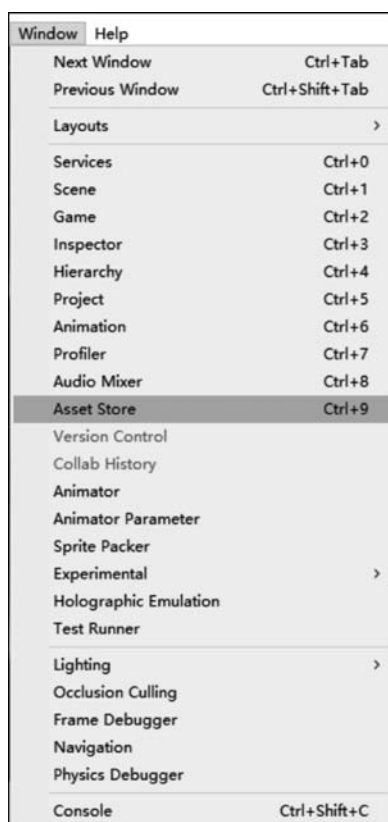 Window Help
Next Window Ctrl+Tab
Previous Window Ctrl+Shift+Tab
Layouts >
Services Ctrl+0
Scene Ctrl+1
Game Ctrl+2
Inspector Ctrl+3
Hierarchy Ctrl+4
Project Ctrl+5
Animation Ctrl+6
Profiler Ctrl+7
Audio Mixer Ctrl+8
Asset Store Ctrl+9
Version Control
Collab History
Animator
Animator Parameter
Sprite Packer
Experimental >
Holographic Emulation
Test Runner
Lighting >
Occlusion Culling
Frame Debugger
Navigation
Physics Debugger
Console Ctrl+Shift+C